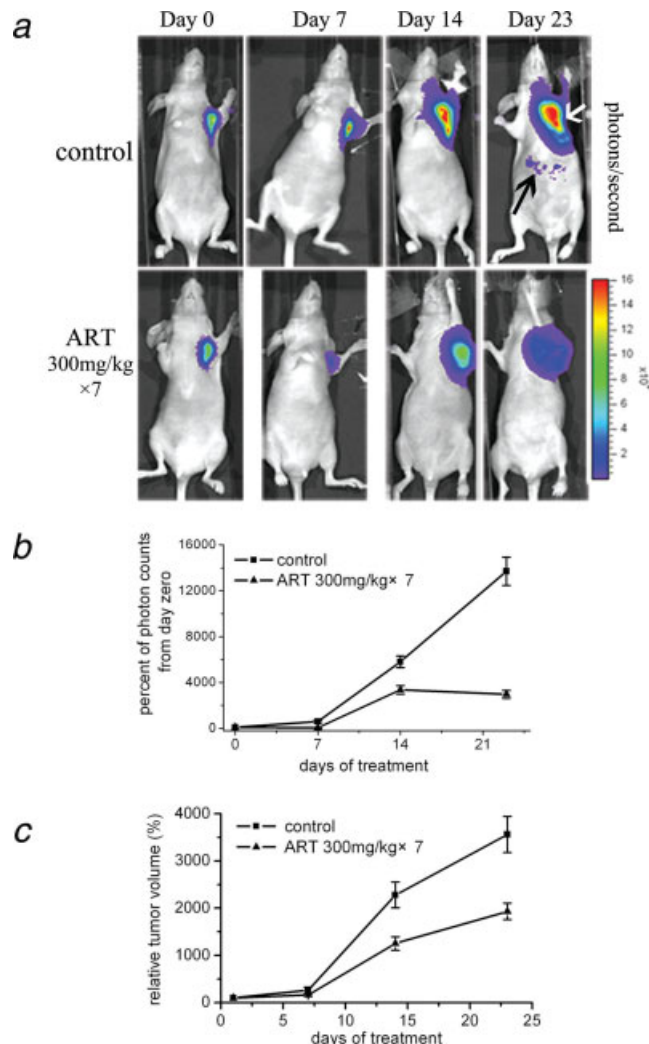 a
Day 0 Day 7 Day 14 Day 23
control
photons/second
ART
300mg/kg
×7
16
14
12
10
8
6
4
2
b
percent of photon counts
from day zero
16000
12000
8000
4000
0
control
ART 300mg/kg× 7
0 7 14 21
days of treatment
c
relative tumor volume (%)
4000
3000
2000
1000
0
control
ART 300mg/kg× 7
0 5 10 15 20 25
days of treatment